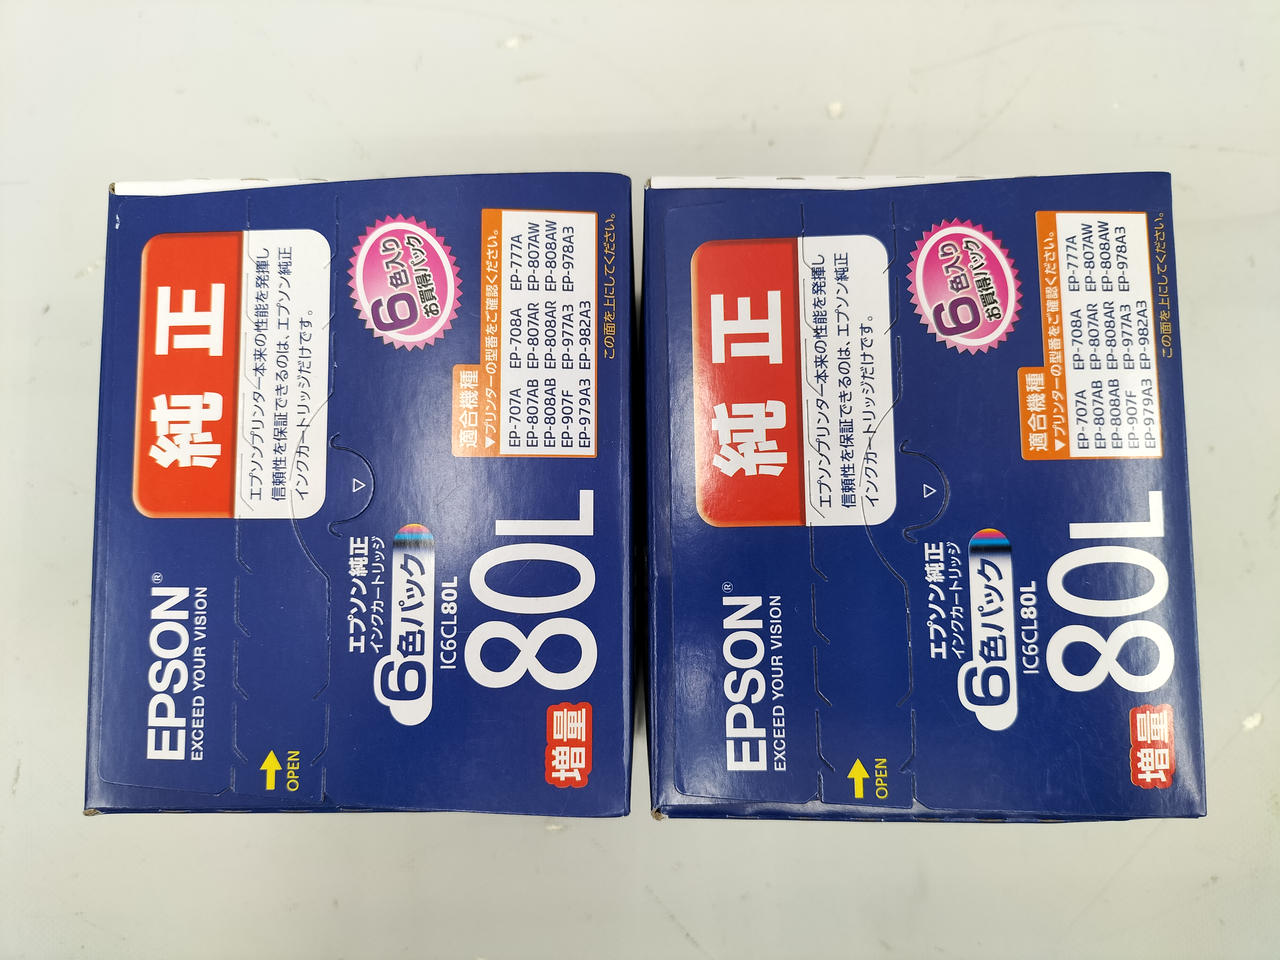 EPSON®
EXCEED YOUR VISION
純正
エプソンプリンター本来の性能を発揮し
信頼性を保証できるのは、エプソン純正
インクカートリッジだけです。
OPEN
エプソン純正
インクカートリッジ
6色パック
IC6CL80L
増量
80L
6色入り
お買得パック
適合機種
▼プリンターの型番をご確認ください。
EP-707A EP-708A EP-777A
EP-807AB EP-807AR EP-807AW
EP-808AB EP-808AR EP-808AW
EP-907F EP-977A3 EP-978A3
EP-979A3 EP-982A3
この面を上にしてください。
EPSON®
EXCEED YOUR VISION
純正
エプソンプリンター本来の性能を発揮し
信頼性を保証できるのは、エプソン純正
インクカートリッジだけです。
OPEN
エプソン純正
インクカートリッジ
6色パック
IC6CL80L
増量
80L
6色入り
お買得パック
適合機種
▼プリンターの型番をご確認ください。
EP-707A EP-708A EP-777A
EP-807AB EP-807AR EP-807AW
EP-808AB EP-808AR EP-808AW
EP-907F EP-977A3 EP-978A3
EP-979A3 EP-982A3
この面を上にしてください。